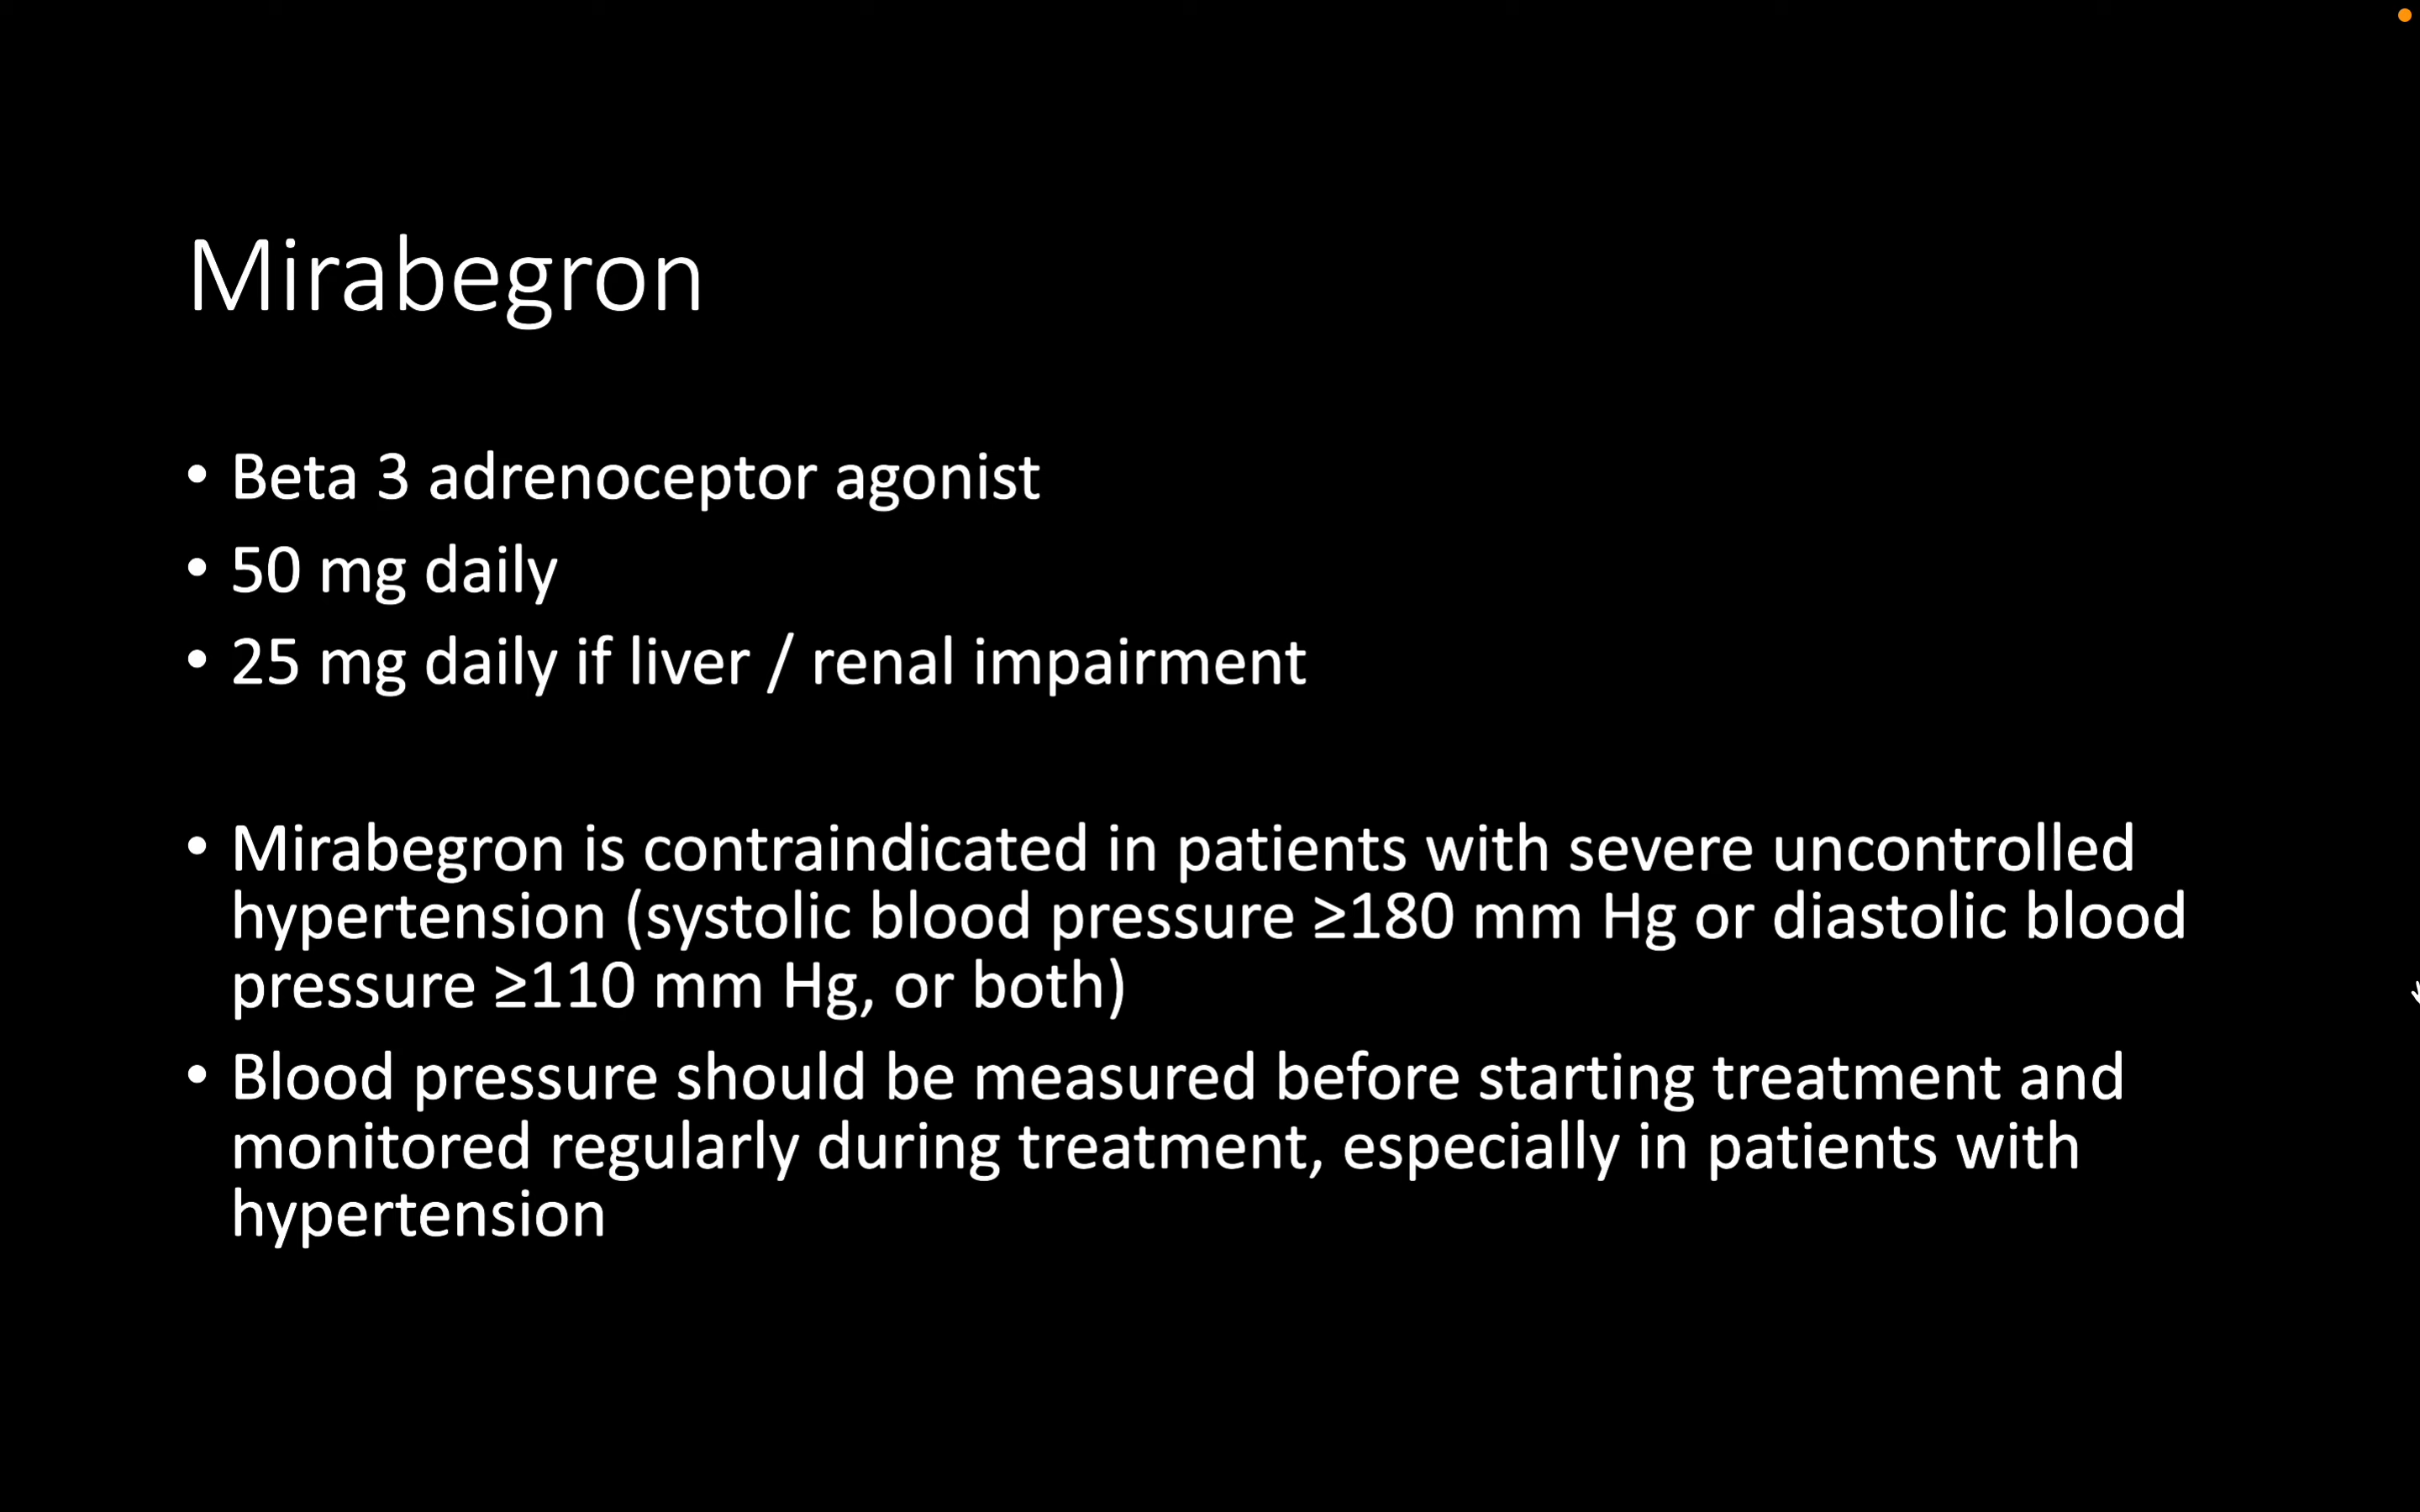 Mirabegron
• Beta 3 adrenoceptor agonist
• 50 mg daily
• 25 mg daily if liver / renal impairment
• Mirabegron is contraindicated in patients with severe uncontrolled
hypertension (systolic blood pressure ≥180 mm Hg or diastolic blood
pressure ≥110 mm Hg, or both)
• Blood pressure should be measured before starting treatment and
monitored regularly during treatment, especially in patients with
hypertension